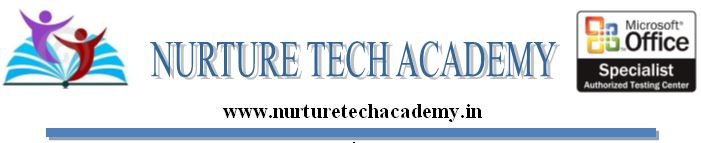 NURTURE TECH ACADEMY
Microsoft®
Office
Specialist
Authorized Testing Center
www.nurturetechacademy.in